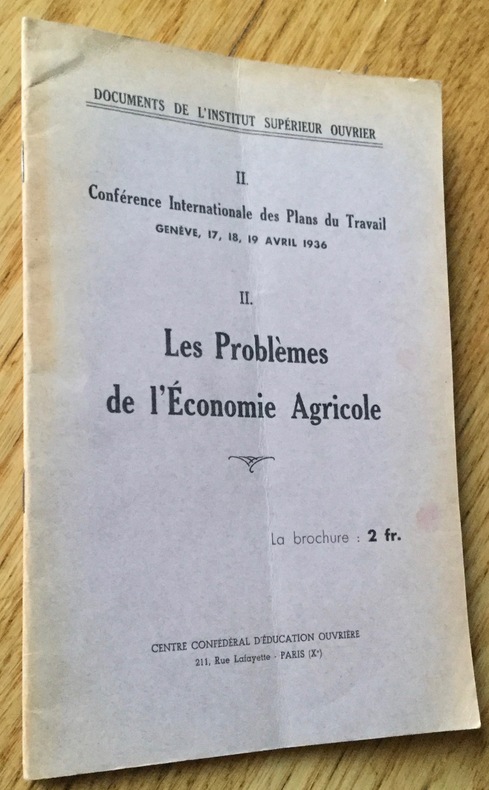 DOCUMENTS DE L'INSTITUT SUPÉRIEUR OUVRIER
II.
Conférence Internationale des Plans du Travail
GENÈVE, 17, 18, 19 AVRIL 1936
II.
Les Problèmes
de l'Économie Agricole
La brochure : 2 fr.
CENTRE CONFÉDÉRAL D'ÉDUCATION OUVRIÈRE
211, Rue Lafayette - PARIS (Xᵉ)